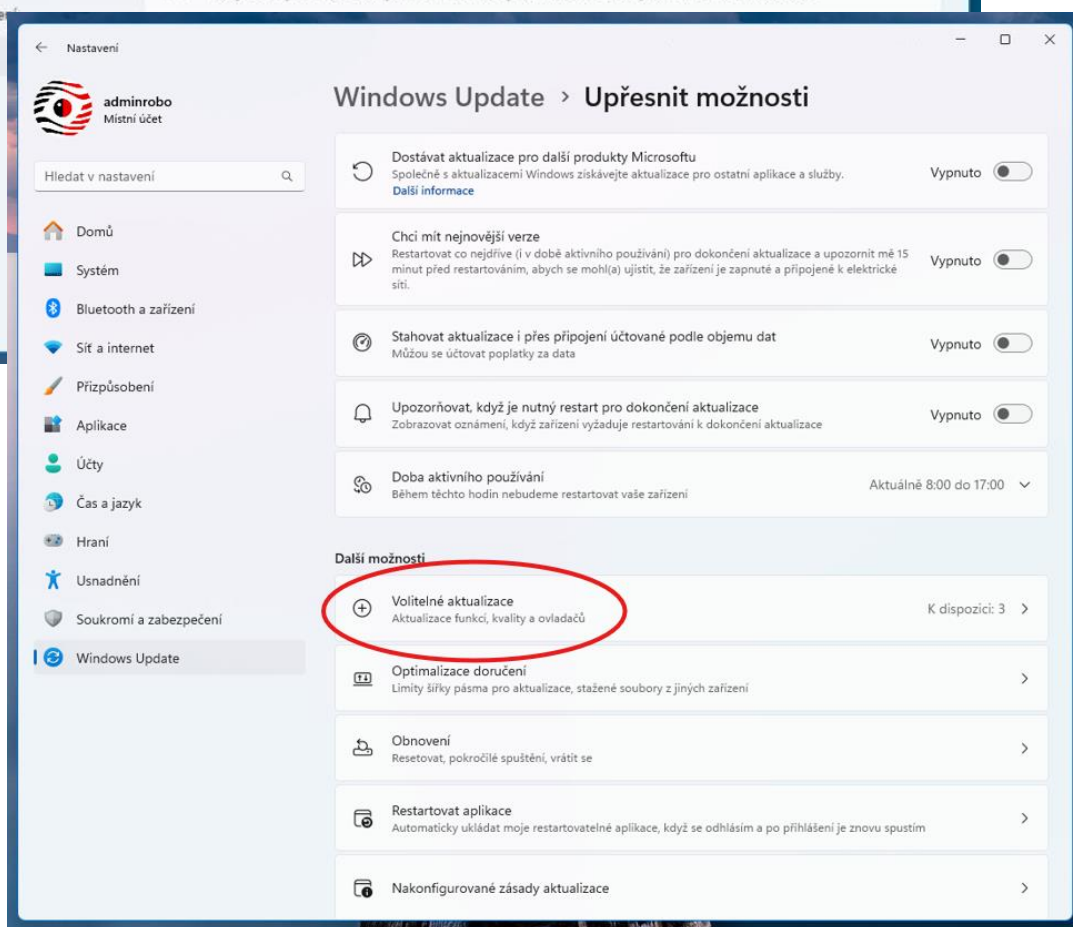 Nastavení
adminrobo
Místní účet
Hledat v nastavení
Domů
Systém
Bluetooth a zařízení
Síť a internet
Přizpůsobení
Aplikace
Účty
Čas a jazyk
Hraní
Usnadnění
Soukromí a zabezpečení
Windows Update
Windows Update > Upřesnit možnosti
Dostávat aktualizace pro další produkty Microsoftu
Společně s aktualizacemi Windows získávejte aktualizace pro ostatní aplikace a služby.
Další informace
Vypnuto
Chci mít nejnovější verze
Restartovat co nejdříve (i v době aktivního používání) pro dokončení aktualizace a upozornit mě 15
minut před restartováním, abych se mohl(a) ujistit, že zařízení je zapnuté a připojené k elektrické
síti.
Vypnuto
Stahovat aktualizace i přes připojení účtované podle objemu dat
Můžou se účtovat poplatky za data
Vypnuto
Upozorňovat, když je nutný restart pro dokončení aktualizace
Zobrazovat oznámení, když zařízení vyžaduje restartování k dokončení aktualizace
Vypnuto
Doba aktivního používání
Během těchto hodin nebudeme restartovat vaše zařízení
Aktuálně 8:00 do 17:00
Další možnosti
Volitelné aktualizace
Aktualizace funkcí, kvality a ovladačů
K dispozici: 3
Optimalizace doručení
Limity šířky pásma pro aktualizace, stažené soubory z jiných zařízení
Obnovení
Resetovat, pokročilé spuštění, vrátit se
Restartovat aplikace
Automaticky ukládat moje restartovatelné aplikace, když se odhlásím a po přihlášení je znovu spustím
Nakonfigurované zásady aktualizace